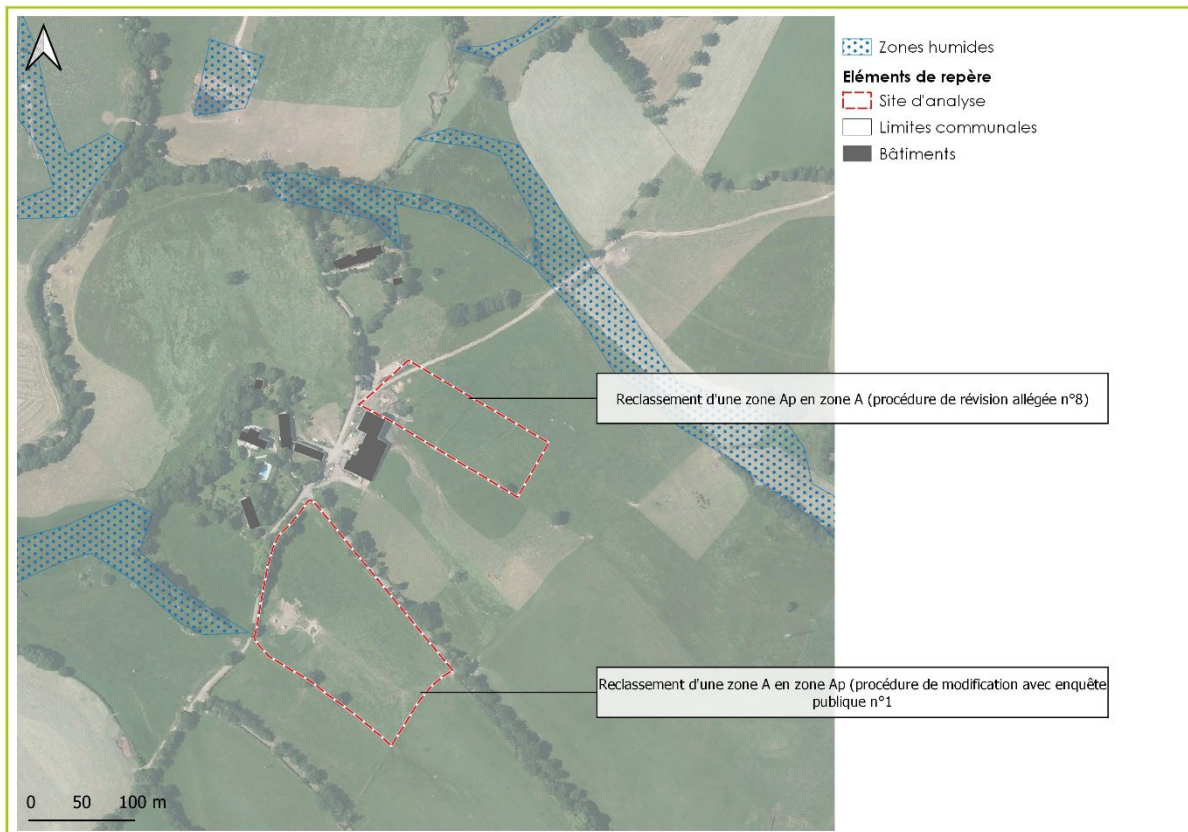 Zones humides
Eléments de repère
Site d'analyse
Limites communales
Bâtiments
Reclassement d'une zone Ap en zone A (procédure de révision allégée n°8)
Reclassement d'une zone A en zone Ap (procédure de modification avec enquête
publique n°1
0 50 100 m